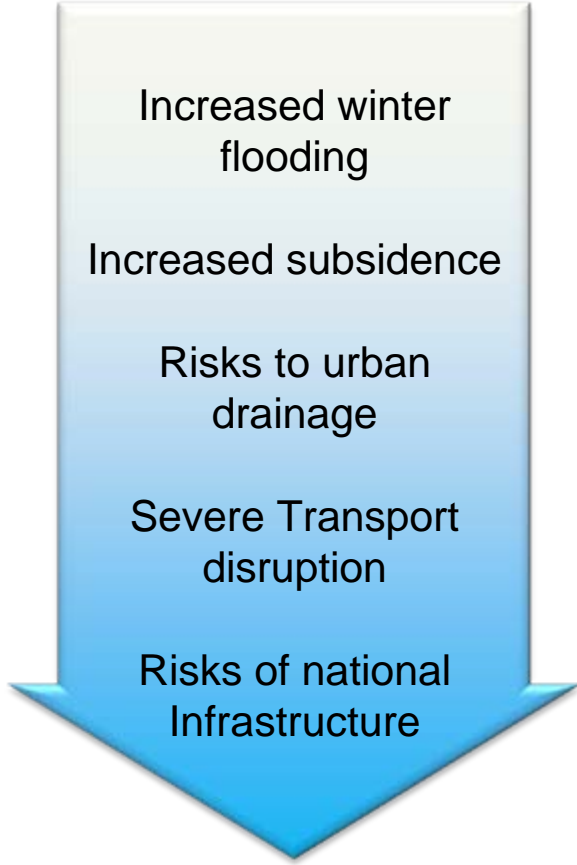 Increased winter
flooding
Increased subsidence
Risks to urban
drainage
Severe Transport
disruption
Risks of national
Infrastructure